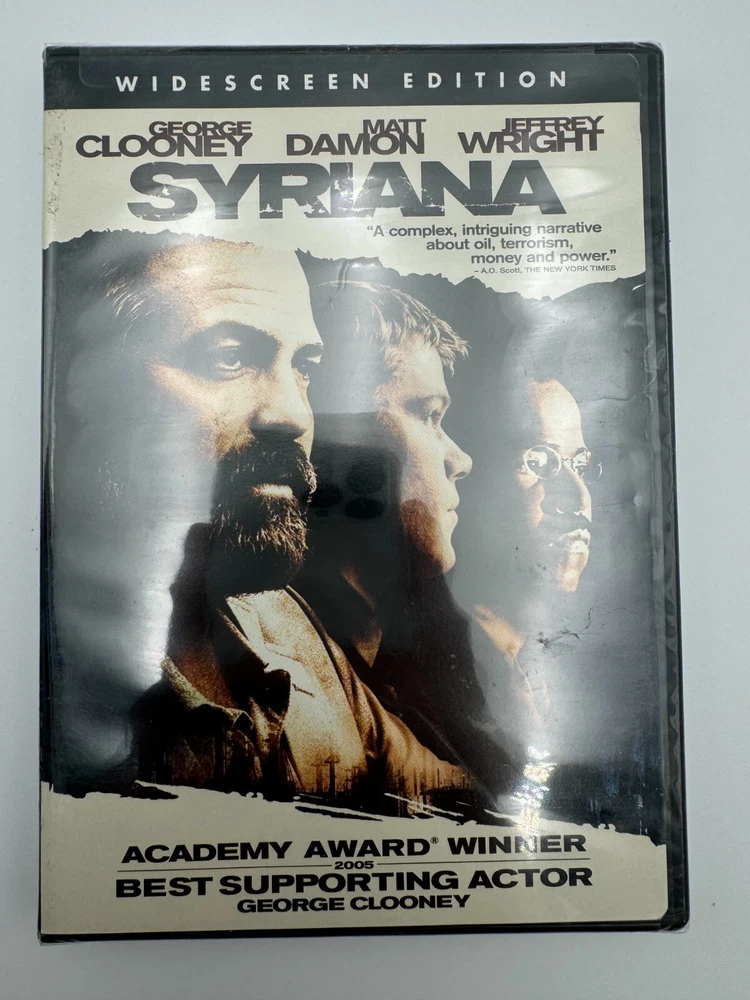 WIDESCREEN EDITION
GEORGE CLOONEY MATT DAMON JEFFREY WRIGHT
SYRIANA
“A complex, intriguing narrative
about oil, terrorism,
money and power.”
– A.O. Scott, THE NEW YORK TIMES
ACADEMY AWARD® WINNER
2005
BEST SUPPORTING ACTOR
GEORGE CLOONEY